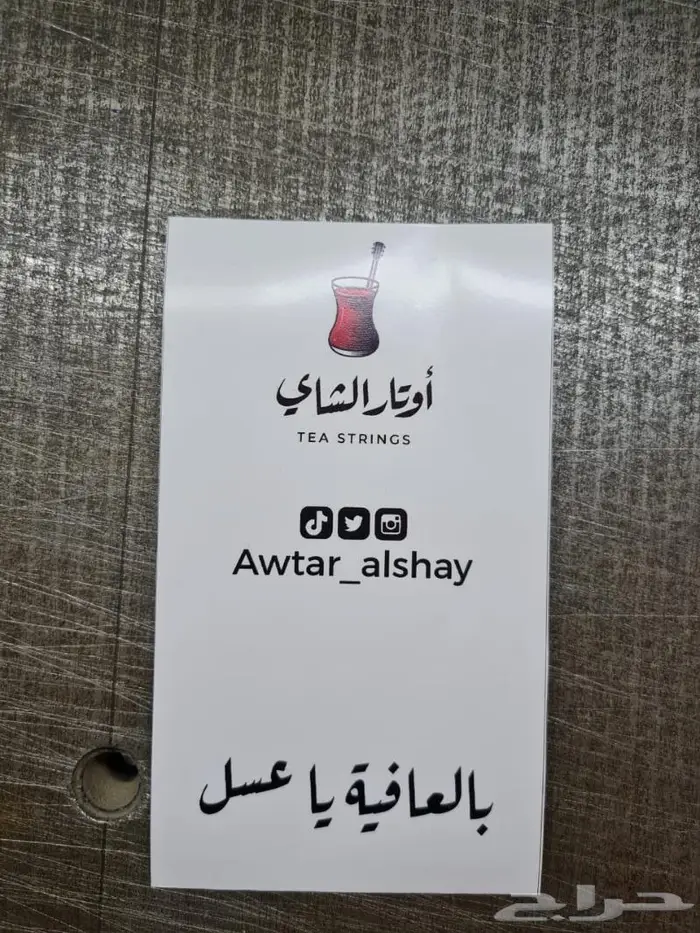 أوتار الشاي
TEA STRINGS
Awtar_alshay
بالعافية يا عسل
حراج